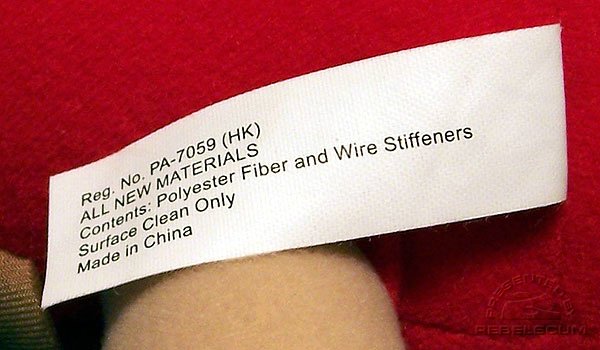 Reg. No. PA-7059 (HK)
ALL NEW MATERIALS
Contents: Polyester Fiber and Wire Stiffeners
Surface Clean Only
Made in China
REBELSCUM